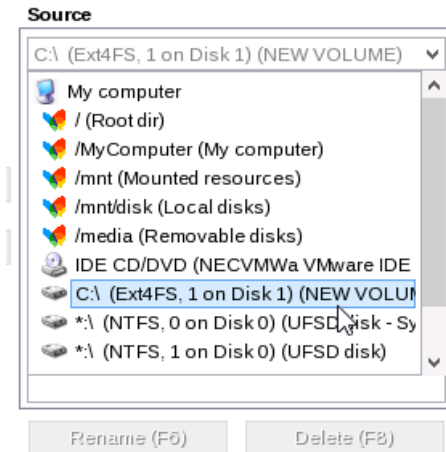 Source
C:\ (Ext4FS, 1 on Disk 1) (NEW VOLUME)
My computer
/ (Root dir)
/MyComputer (My computer)
/mnt (Mounted resources)
/mnt/disk (Local disks)
/media (Removable disks)
IDE CD/DVD (NECVMWa VMware IDE
C:\ (Ext4FS, 1 on Disk 1) (NEW VOLUM
*:\ (NTFS, 0 on Disk 0) (UFSD disk - Sy
*:\ (NTFS, 1 on Disk 0) (UFSD disk)
Rename (F6) Delete (F8)